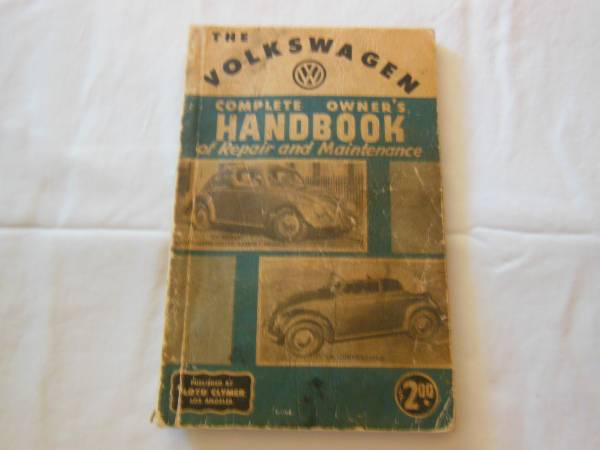 THE
VOLKSWAGEN
VW
COMPLETE OWNER'S
HANDBOOK
of Repair and Maintenance
PUBLISHED BY
FLOYD CLYMER
LOS ANGELES
$2.00